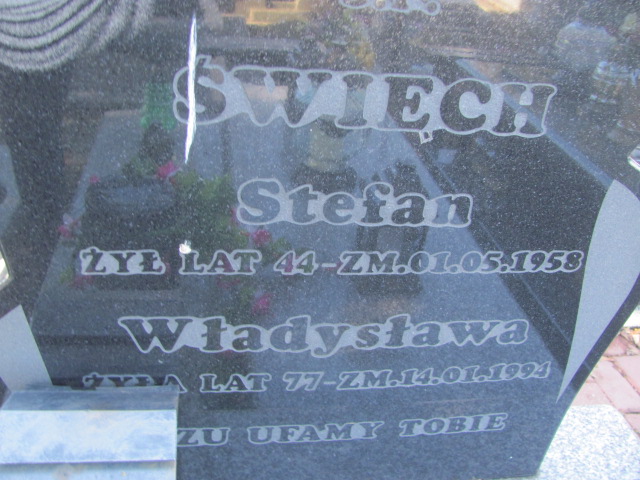 ŚWIĘCH
Stefan
ŻYŁ LAT 44-ZM.01.05.1958
Władysława
ŻYŁA LAT 77-ZM.14.01.1994
UFAMY TOBIE